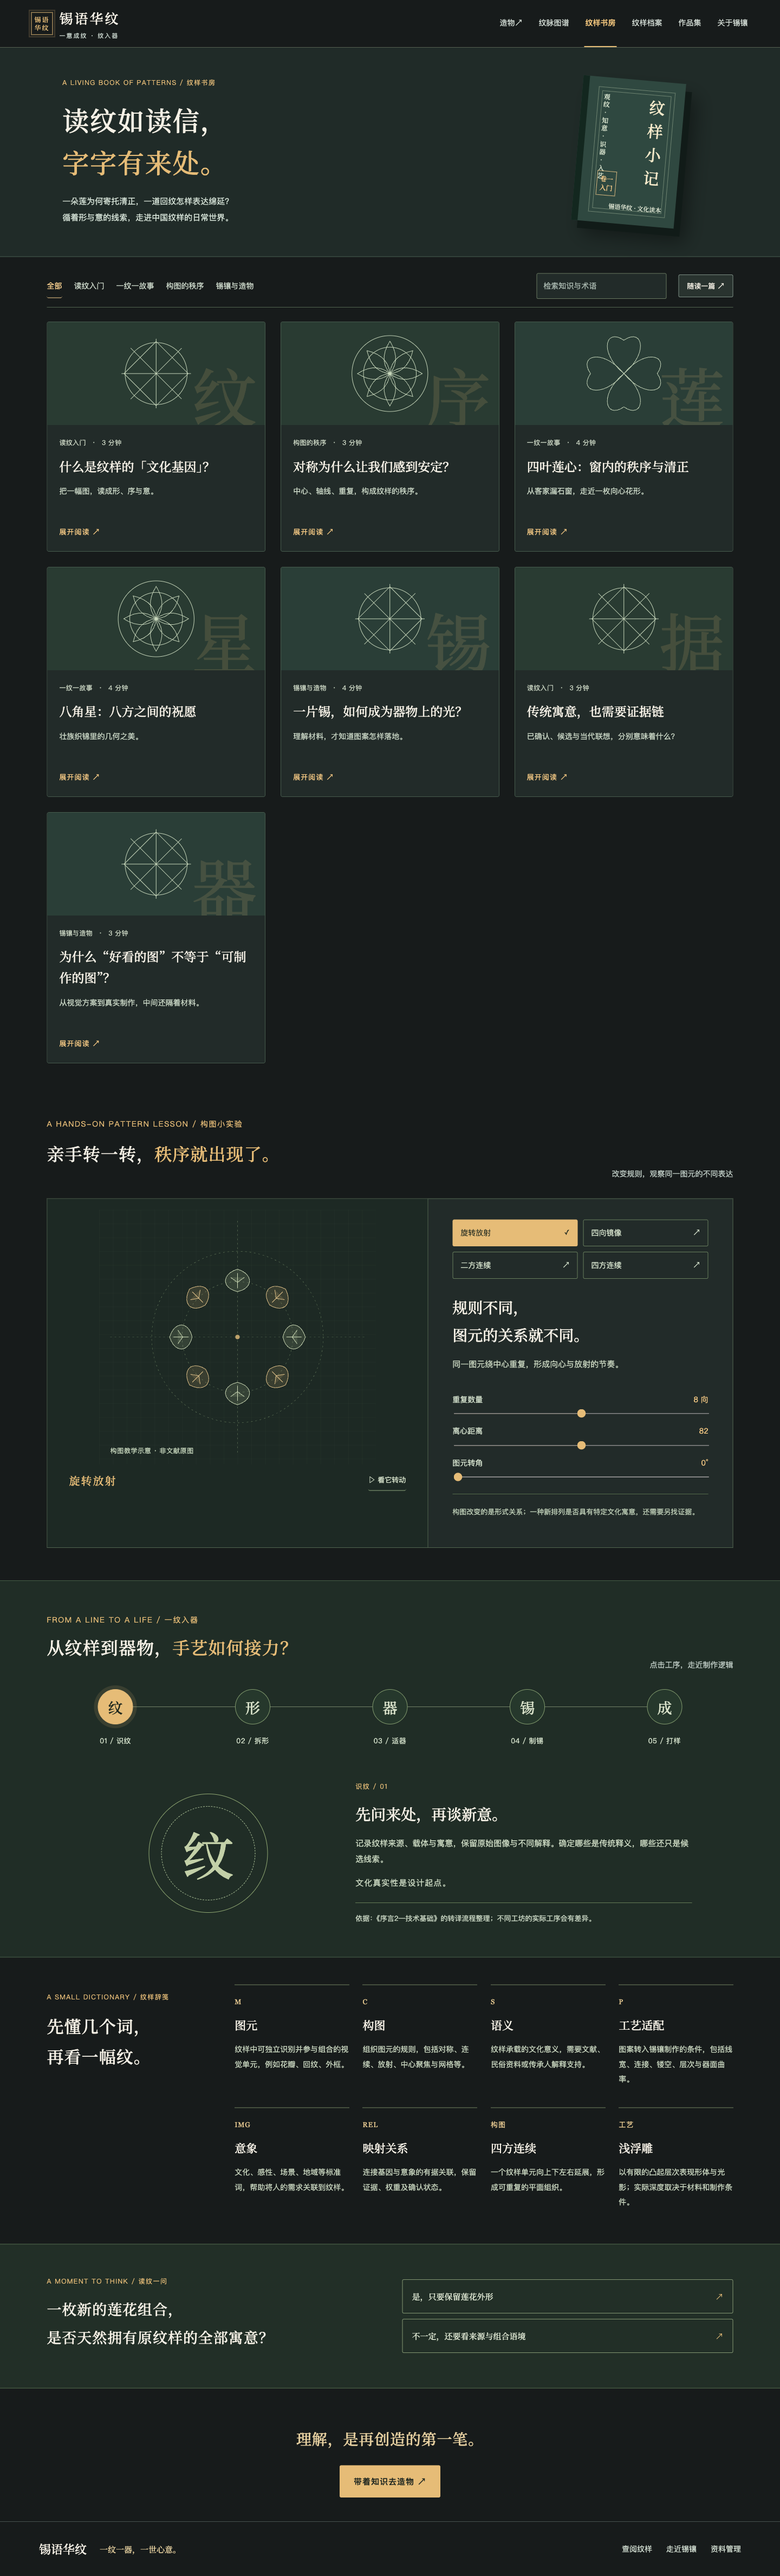 锡语
华纹
锡语华纹
一意成纹 · 纹入器
造物↗
纹脉图谱
纹样书房
纹样档案
作品集
关于锡镶
A LIVING BOOK OF PATTERNS / 纹样书房
读纹如读信，
字字有来处。
一朵莲为何寄托清正，一道回纹怎样表达绵延？
循着形与意的线索，走进中国纹样的日常世界。
纹样小记
观纹 · 知意 · 识器 · 入艺
卷一
入门
锡语华纹 · 文化读本
全部
读纹入门
一纹一故事
构图的秩序
锡镶与造物
检索知识与术语
随读一篇 ↗
纹
读纹入门 · 3 分钟
什么是纹样的「文化基因」？
把一幅图，读成形、序与意。
展开阅读 ↗
序
构图的秩序 · 3 分钟
对称为什么让我们感到安定？
中心、轴线、重复，构成纹样的秩序。
展开阅读 ↗
莲
一纹一故事 · 4 分钟
四叶莲心：窗内的秩序与清正
从客家漏石窗，走近一枚向心花形。
展开阅读 ↗
星
一纹一故事 · 4 分钟
八角星：八方之间的祝愿
壮族织锦里的几何之美。
展开阅读 ↗
锡
锡镶与造物 · 4 分钟
一片锡，如何成为器物上的光？
理解材料，才知道图案怎样落地。
展开阅读 ↗
据
读纹入门 · 3 分钟
传统寓意，也需要证据链
已确认、候选与当代联想，分别意味着什么？
展开阅读 ↗
器
锡镶与造物 · 3 分钟
为什么“好看的图”不等于“可制
作的图”？
从视觉方案到真实制作，中间还隔着材料。
展开阅读 ↗
A HANDS-ON PATTERN LESSON / 构图小实验
亲手转一转，秩序就出现了。
改变规则，观察同一图元的不同表达
构图教学示意 · 非文献原图
旋转放射
▷ 看它转动
旋转放射 ✓
四向镜像 ↗
二方连续 ↗
四方连续 ↗
规则不同，
图元的关系就不同。
同一图元绕中心重复，形成向心与放射的节奏。
重复数量 8 向
离心距离 82
图元转角 0°
构图改变的是形式关系；一种新排列是否具有特定文化寓意，还需要另找证据。
FROM A LINE TO A LIFE / 一纹入器
从纹样到器物，手艺如何接力？
点击工序，走近制作逻辑
纹
形
器
锡
成
01 / 识纹
02 / 拆形
03 / 适器
04 / 制锡
05 / 打样
纹
识纹 / 01
先问来处，再谈新意。
记录纹样来源、载体与寓意，保留原始图像与不同解释。确定哪些是传统释义，哪些还只是候
选线索。
文化真实性是设计起点。
依据：《序言2—技术基础》的转译流程整理；不同工坊的实际工序会有差异。
A SMALL DICTIONARY / 纹样辞笺
先懂几个词，
再看一幅纹。
M
图元
纹样中可独立识别并参与组合的视
觉单元，例如花瓣、回纹、外框。
C
构图
组织图元的规则，包括对称、连
续、放射、中心聚焦与网格等。
S
语义
纹样承载的文化意义，需要文献、
民俗资料或传承人解释支持。
P
工艺适配
图案转入锡镶制作的条件，包括线
宽、连接、镂空、层次与器面曲
率。
IMG
意象
文化、感性、场景、地域等标准
词，帮助将人的需求关联到纹样。
REL
映射关系
连接基因与意象的有据关联，保留
证据、权重及确认状态。
构图
四方连续
一个纹样单元向上下左右延展，形
成可重复的平面组织。
工艺
浅浮雕
以有限的凸起层次表现形体与光
影；实际深度取决于材料和制作条
件。
A MOMENT TO THINK / 读纹一问
一枚新的莲花组合，
是否天然拥有原纹样的全部寓意？
是，只要保留莲花外形 ↗
不一定，还要看来源与组合语境 ↗
理解，是再创造的第一笔。
带着知识去造物 ↗
锡语华纹
一纹一器，一世心意。
查阅纹样
走近锡镶
资料管理